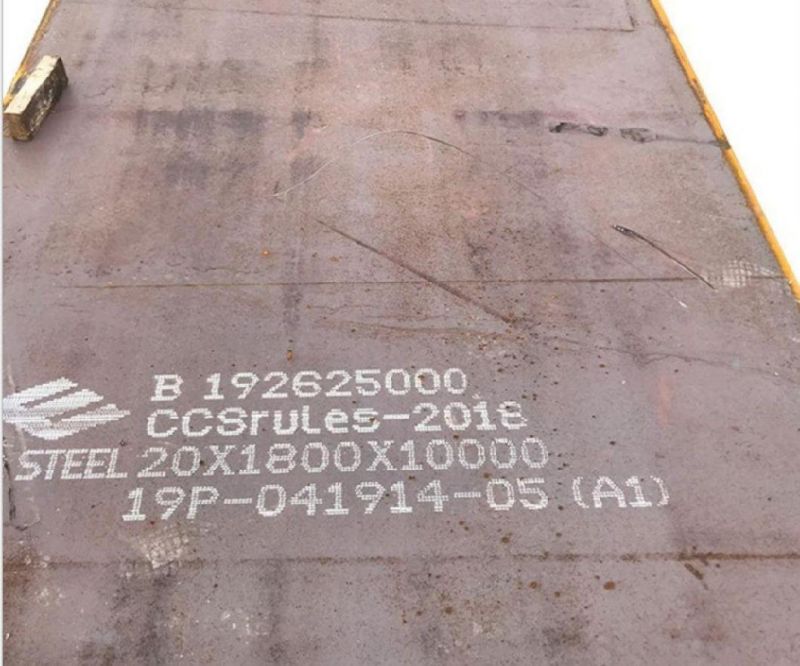 B 192625000
CCSrules-2018
STEEL 20X1800X10000
19P-041914-05 (A1)